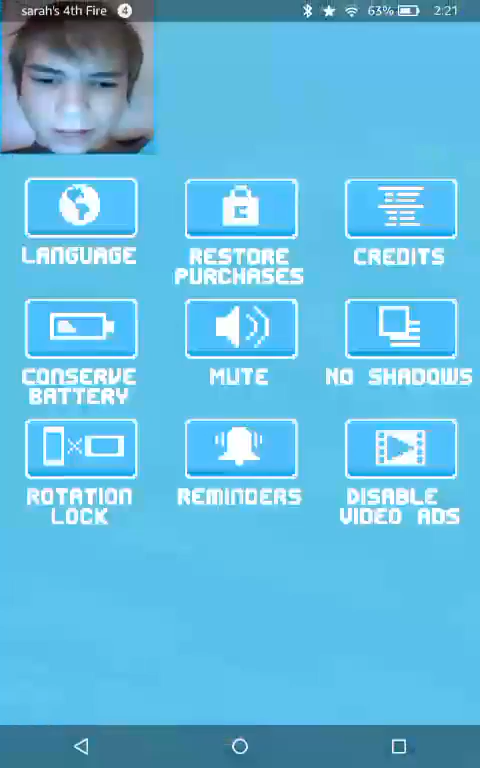 sarah's 4th Fire 4 63% 2:21
LANGUAGE
RESTORE
PURCHASES
CREDITS
CONSERVE
BATTERY
MUTE
NO SHADOWS
ROTATION
LOCK
REMINDERS
DISABLE
VIDEO ADS